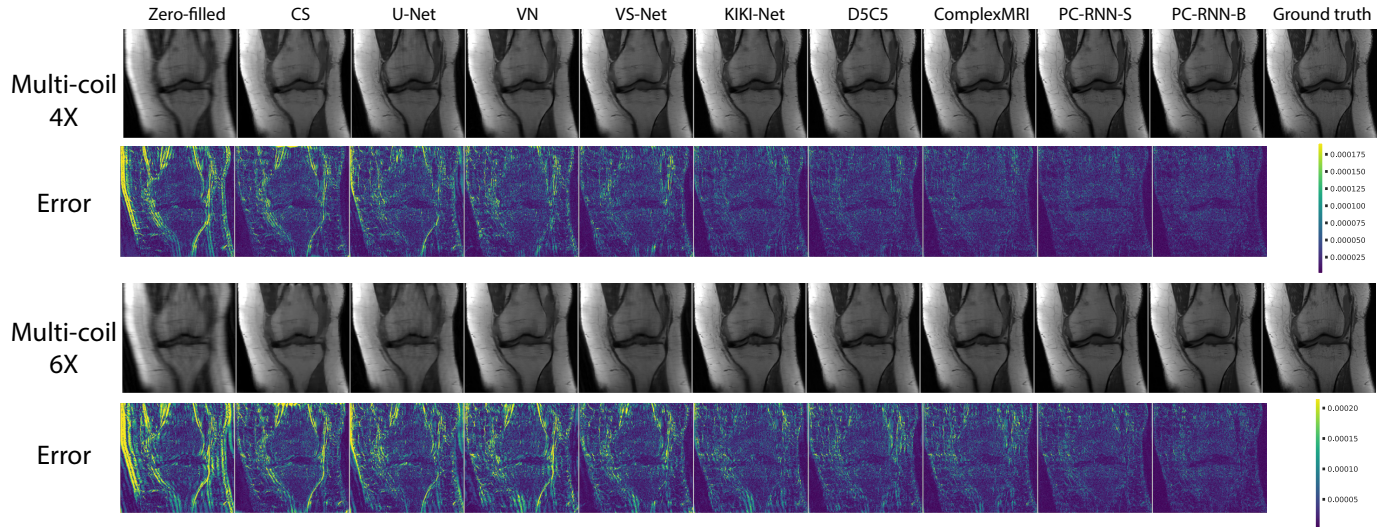 Zero-filled CS U-Net VN VS-Net KIKI-Net D5C5 ComplexMRI PC-RNN-S PC-RNN-B Ground truth
Multi-coil
4X
Error
0.000175
0.000150
0.000125
0.000100
0.000075
0.000050
0.000025
Multi-coil
6X
Error
0.00020
0.00015
0.00010
0.00005